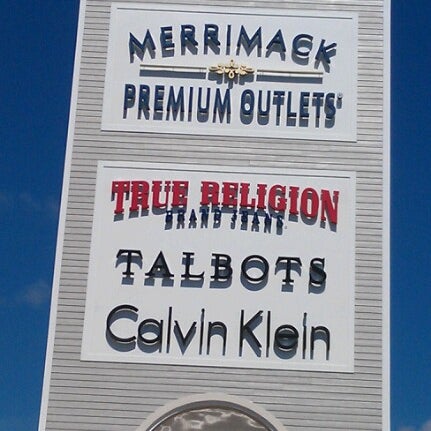 MERRIMACK
PREMIUM OUTLETS®
TRUE RELIGION
BRAND JEANS
TALBOTS
Calvin Klein